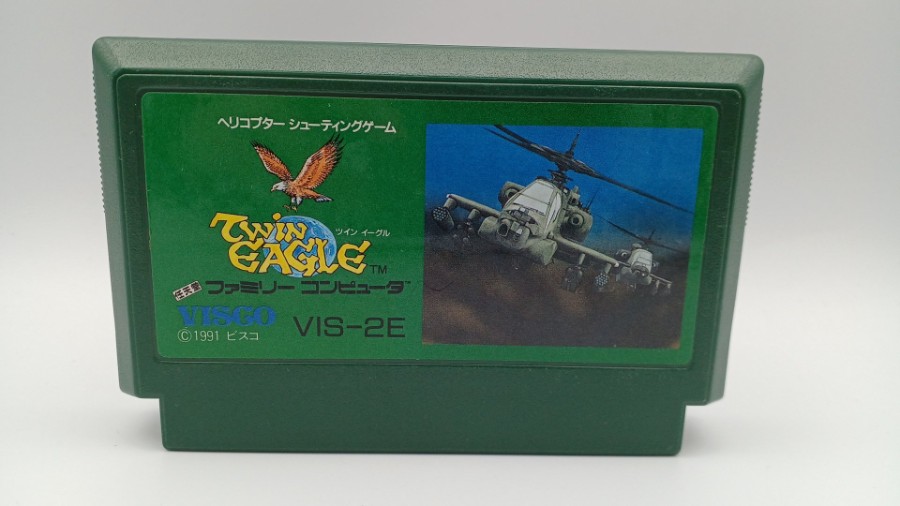 ヘリコプター シューティングゲーム
TWIN
EAGLE TM
ツイン イーグル
任天堂 ファミリー コンピュータ™
VISCO VIS-2E
©1991 ビスコ